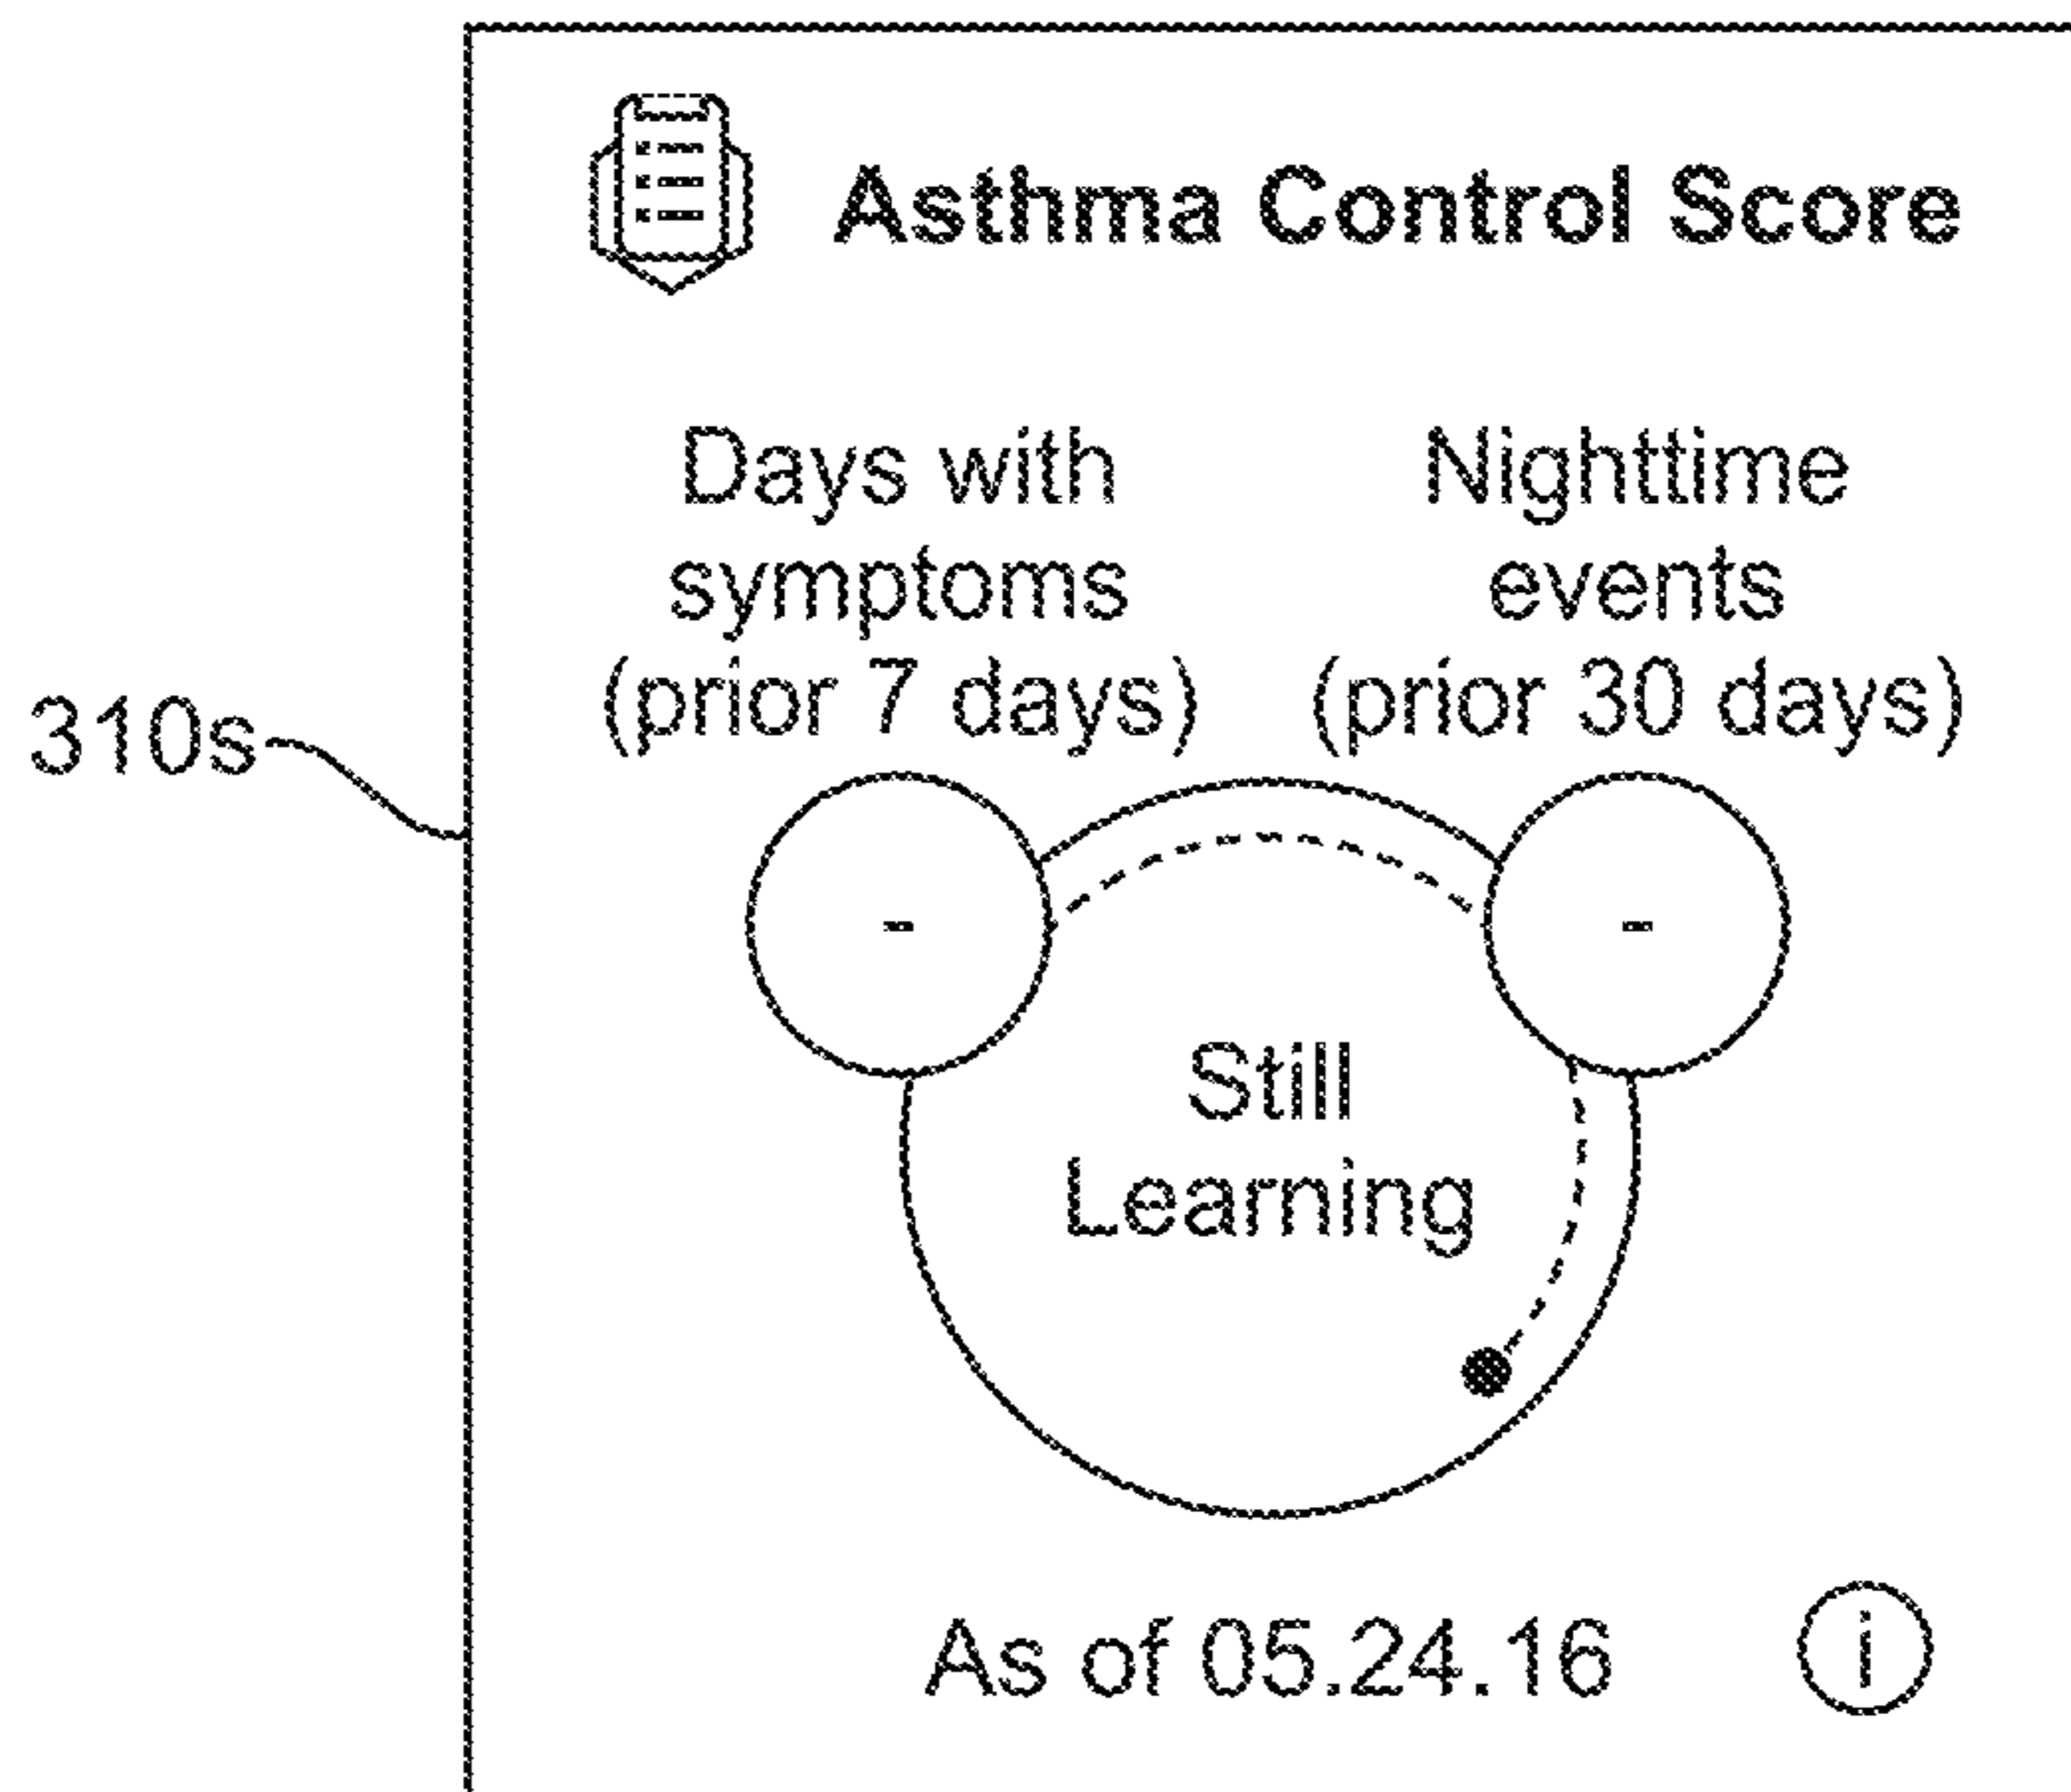 Asthma Control Score
Days with
symptoms
(prior 7 days)
Nighttime
events
(prior 30 days)
310s
-
-
Still
Learning
As of 05.24.16
i